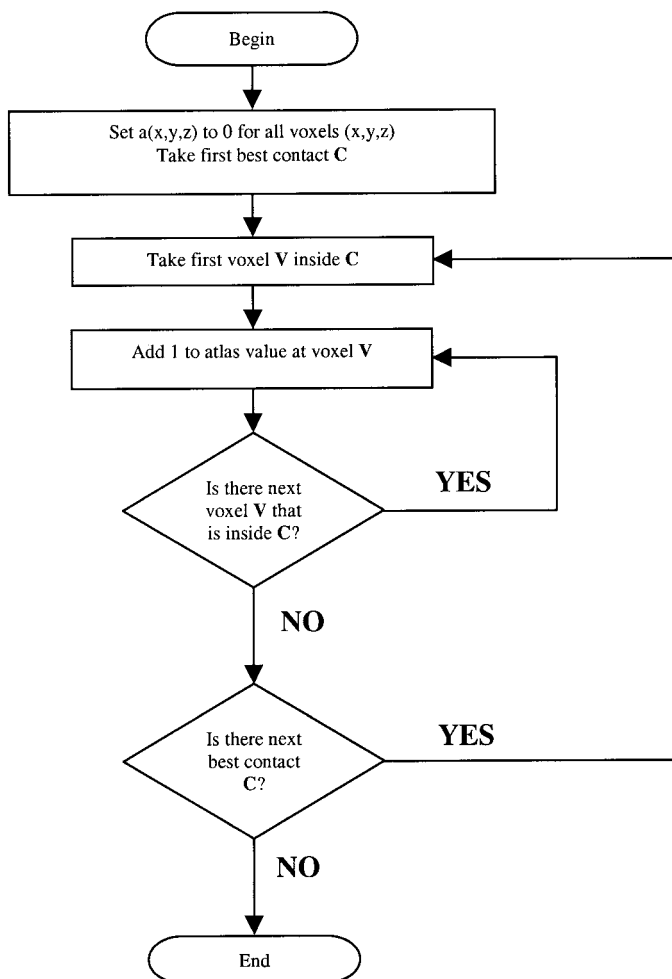 Begin
Set a(x,y,z) to 0 for all voxels (x,y,z)
Take first best contact C
Take first voxel V inside C
Add 1 to atlas value at voxel V
Is there next
voxel V that
is inside C?
YES
NO
Is there next
best contact
C?
YES
NO
End